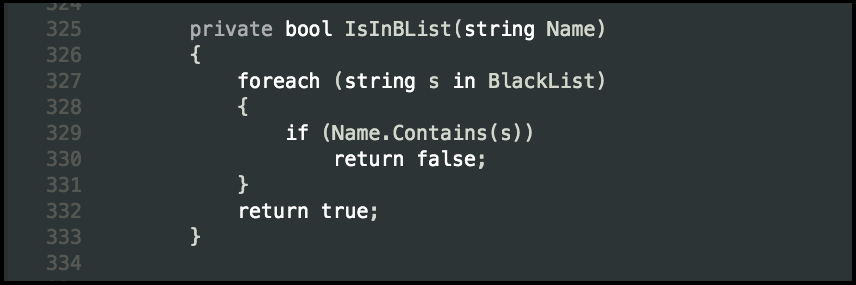 324
325 private bool IsInBList(string Name)
326 {
327 foreach (string s in BlackList)
328 {
329 if (Name.Contains(s))
330 return false;
331 }
332 return true;
333 }
334